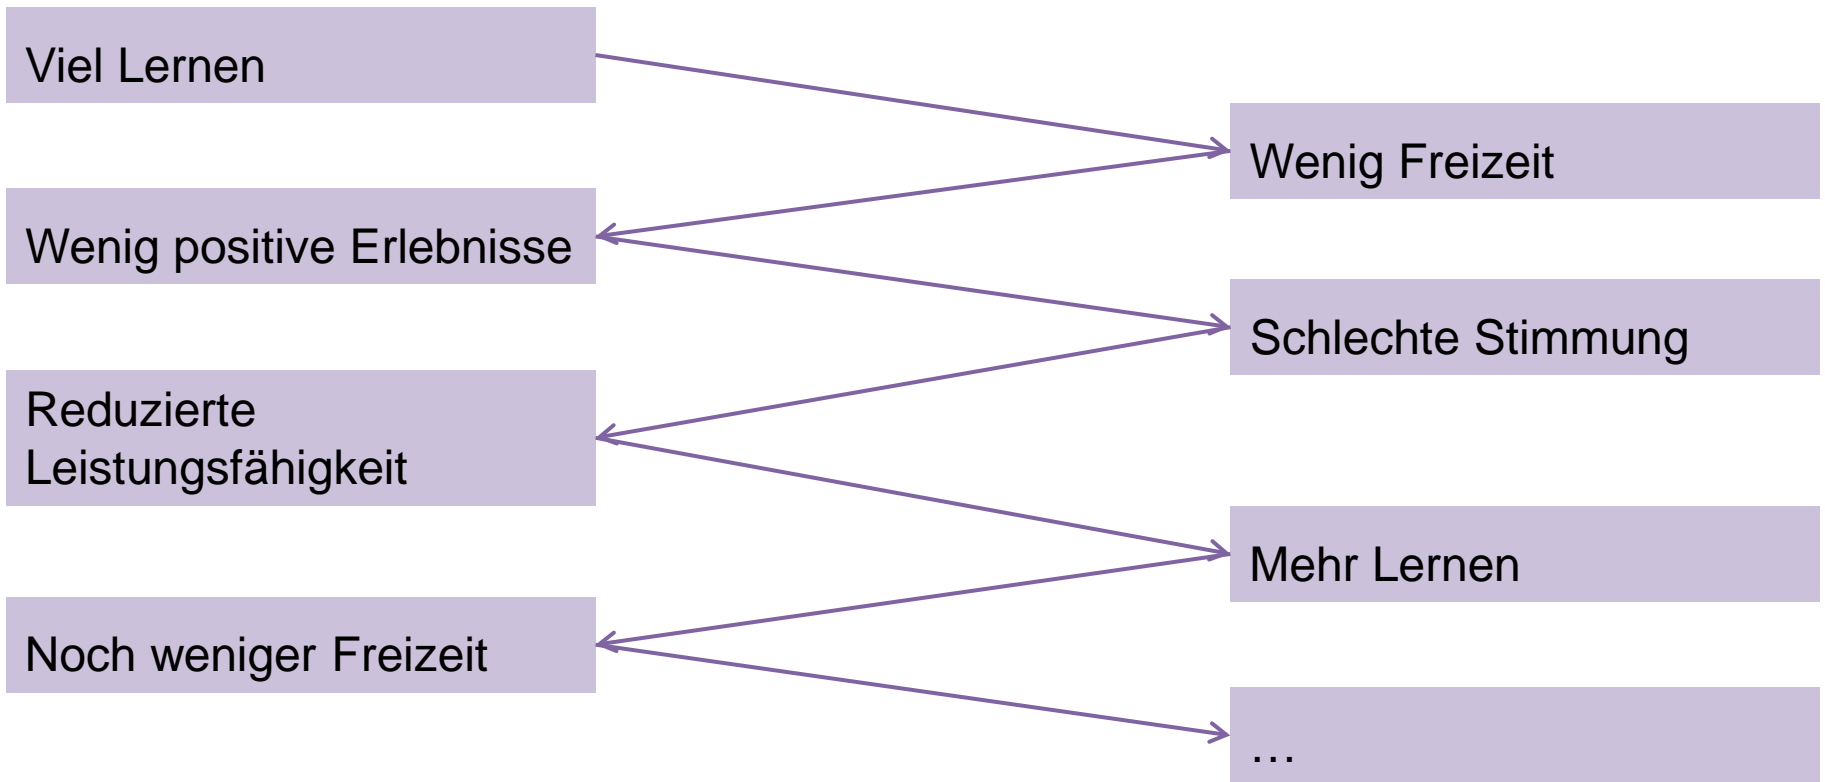 Viel Lernen
Wenig Freizeit
Wenig positive Erlebnisse
Schlechte Stimmung
Reduzierte
Leistungsfähigkeit
Mehr Lernen
Noch weniger Freizeit
…